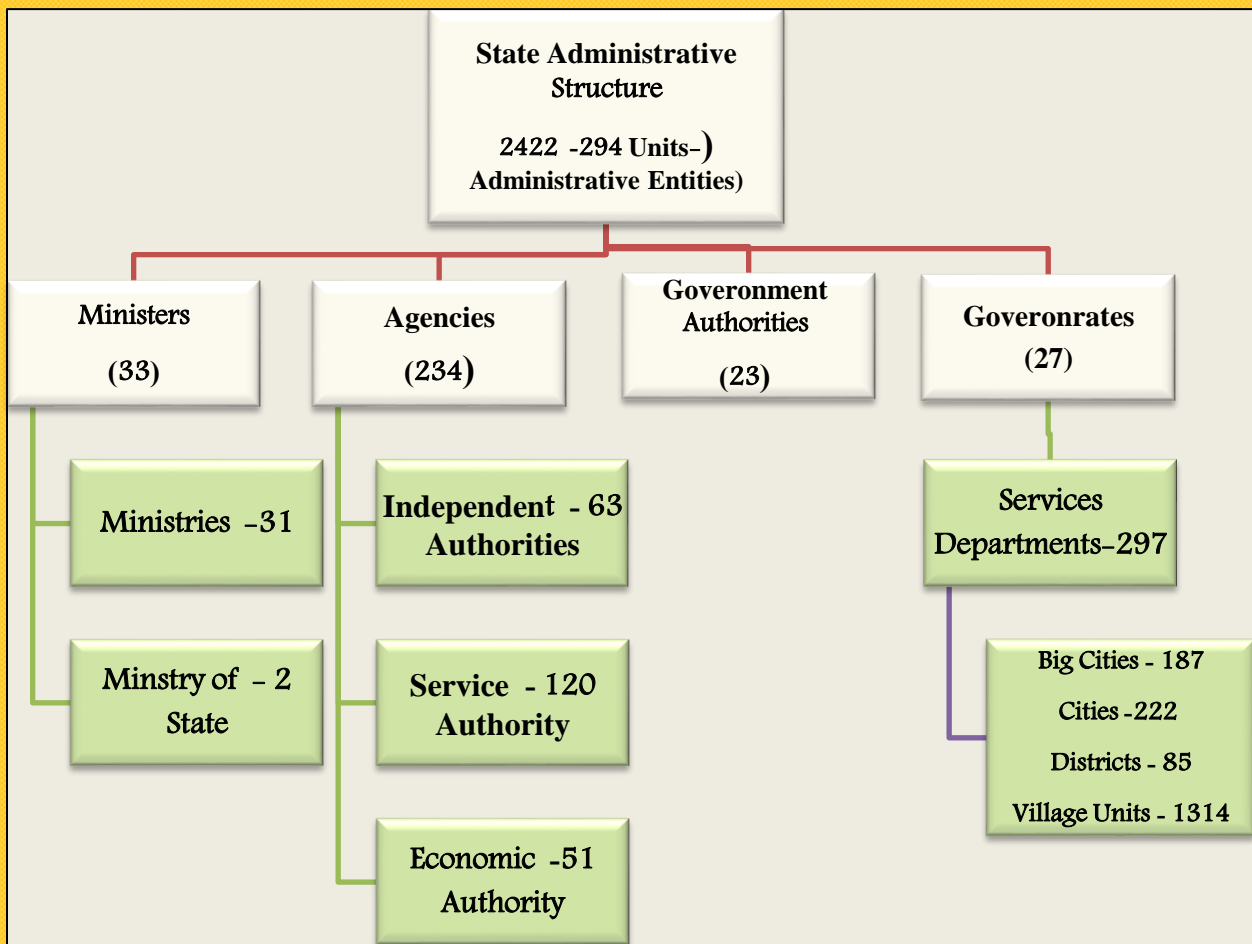 State Administrative
Structure
2422 -294 Units-)
Administrative Entities)
Ministers
(33)
Agencies
(234)
Government
Authorities
(23)
Goveronrates
(27)
Ministries -31
Minstry of - 2
State
Independent - 63
Authorities
Service - 120
Authority
Economic -51
Authority
Services
Departments-297
Big Cities - 187
Cities -222
Districts - 85
Village Units - 1314